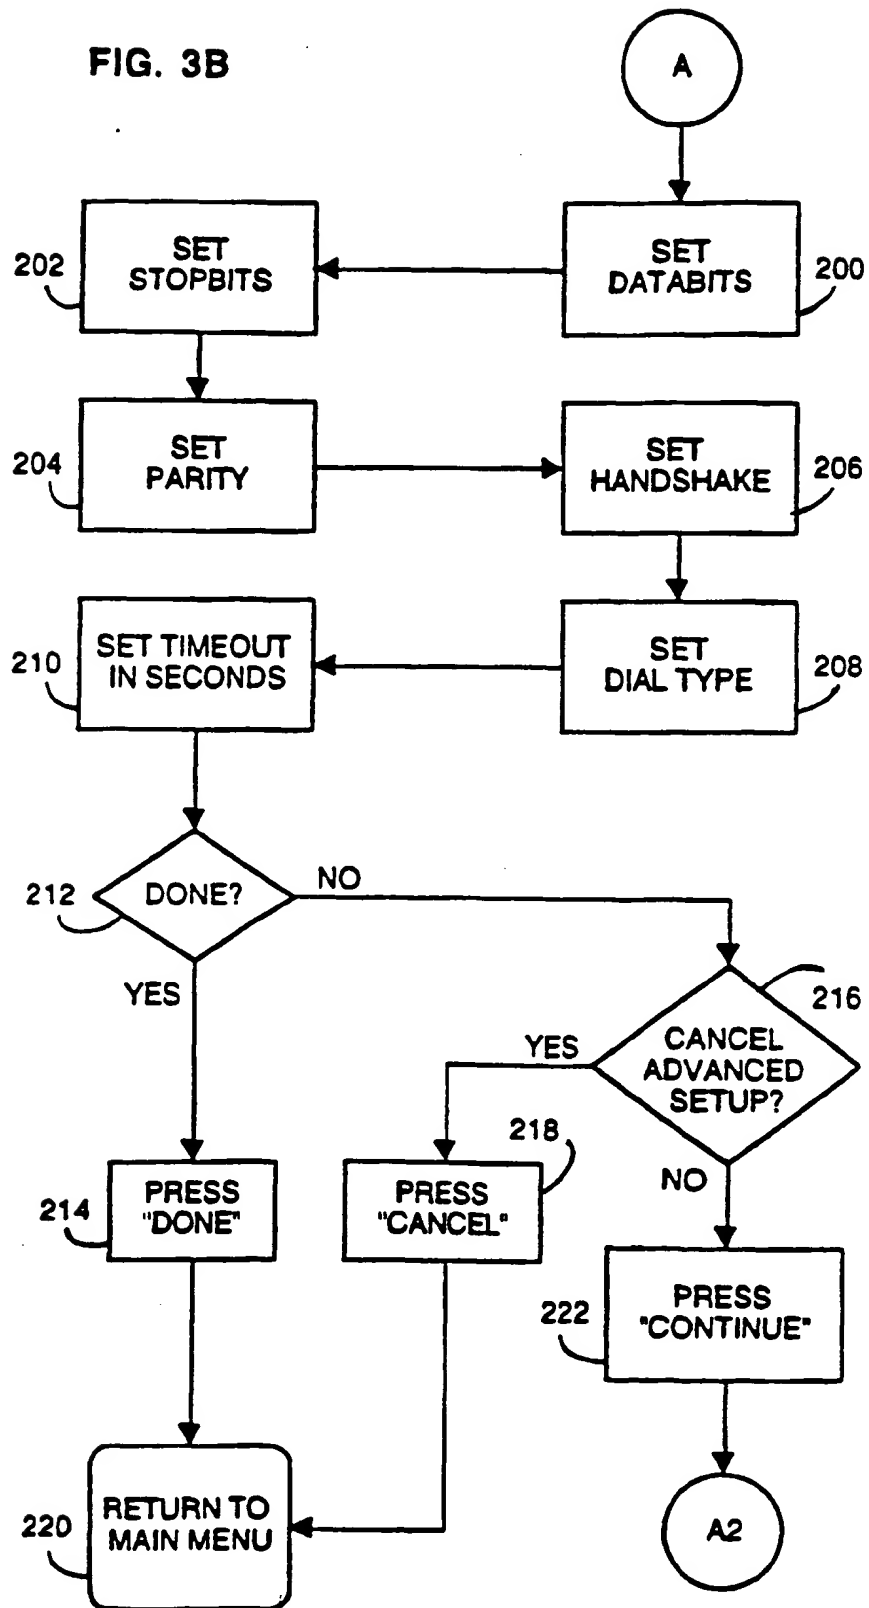 FIG. 3B
A
SET
DATABITS
200
SET
STOPBITS
202
SET
PARITY
204
SET
HANDSHAKE
206
SET
DIAL TYPE
208
SET TIMEOUT
IN SECONDS
210
DONE?
212
NO
YES
CANCEL
ADVANCED
SETUP?
216
YES
NO
PRESS
"DONE"
214
PRESS
"CANCEL"
218
PRESS
"CONTINUE"
222
RETURN TO
MAIN MENU
220
A2